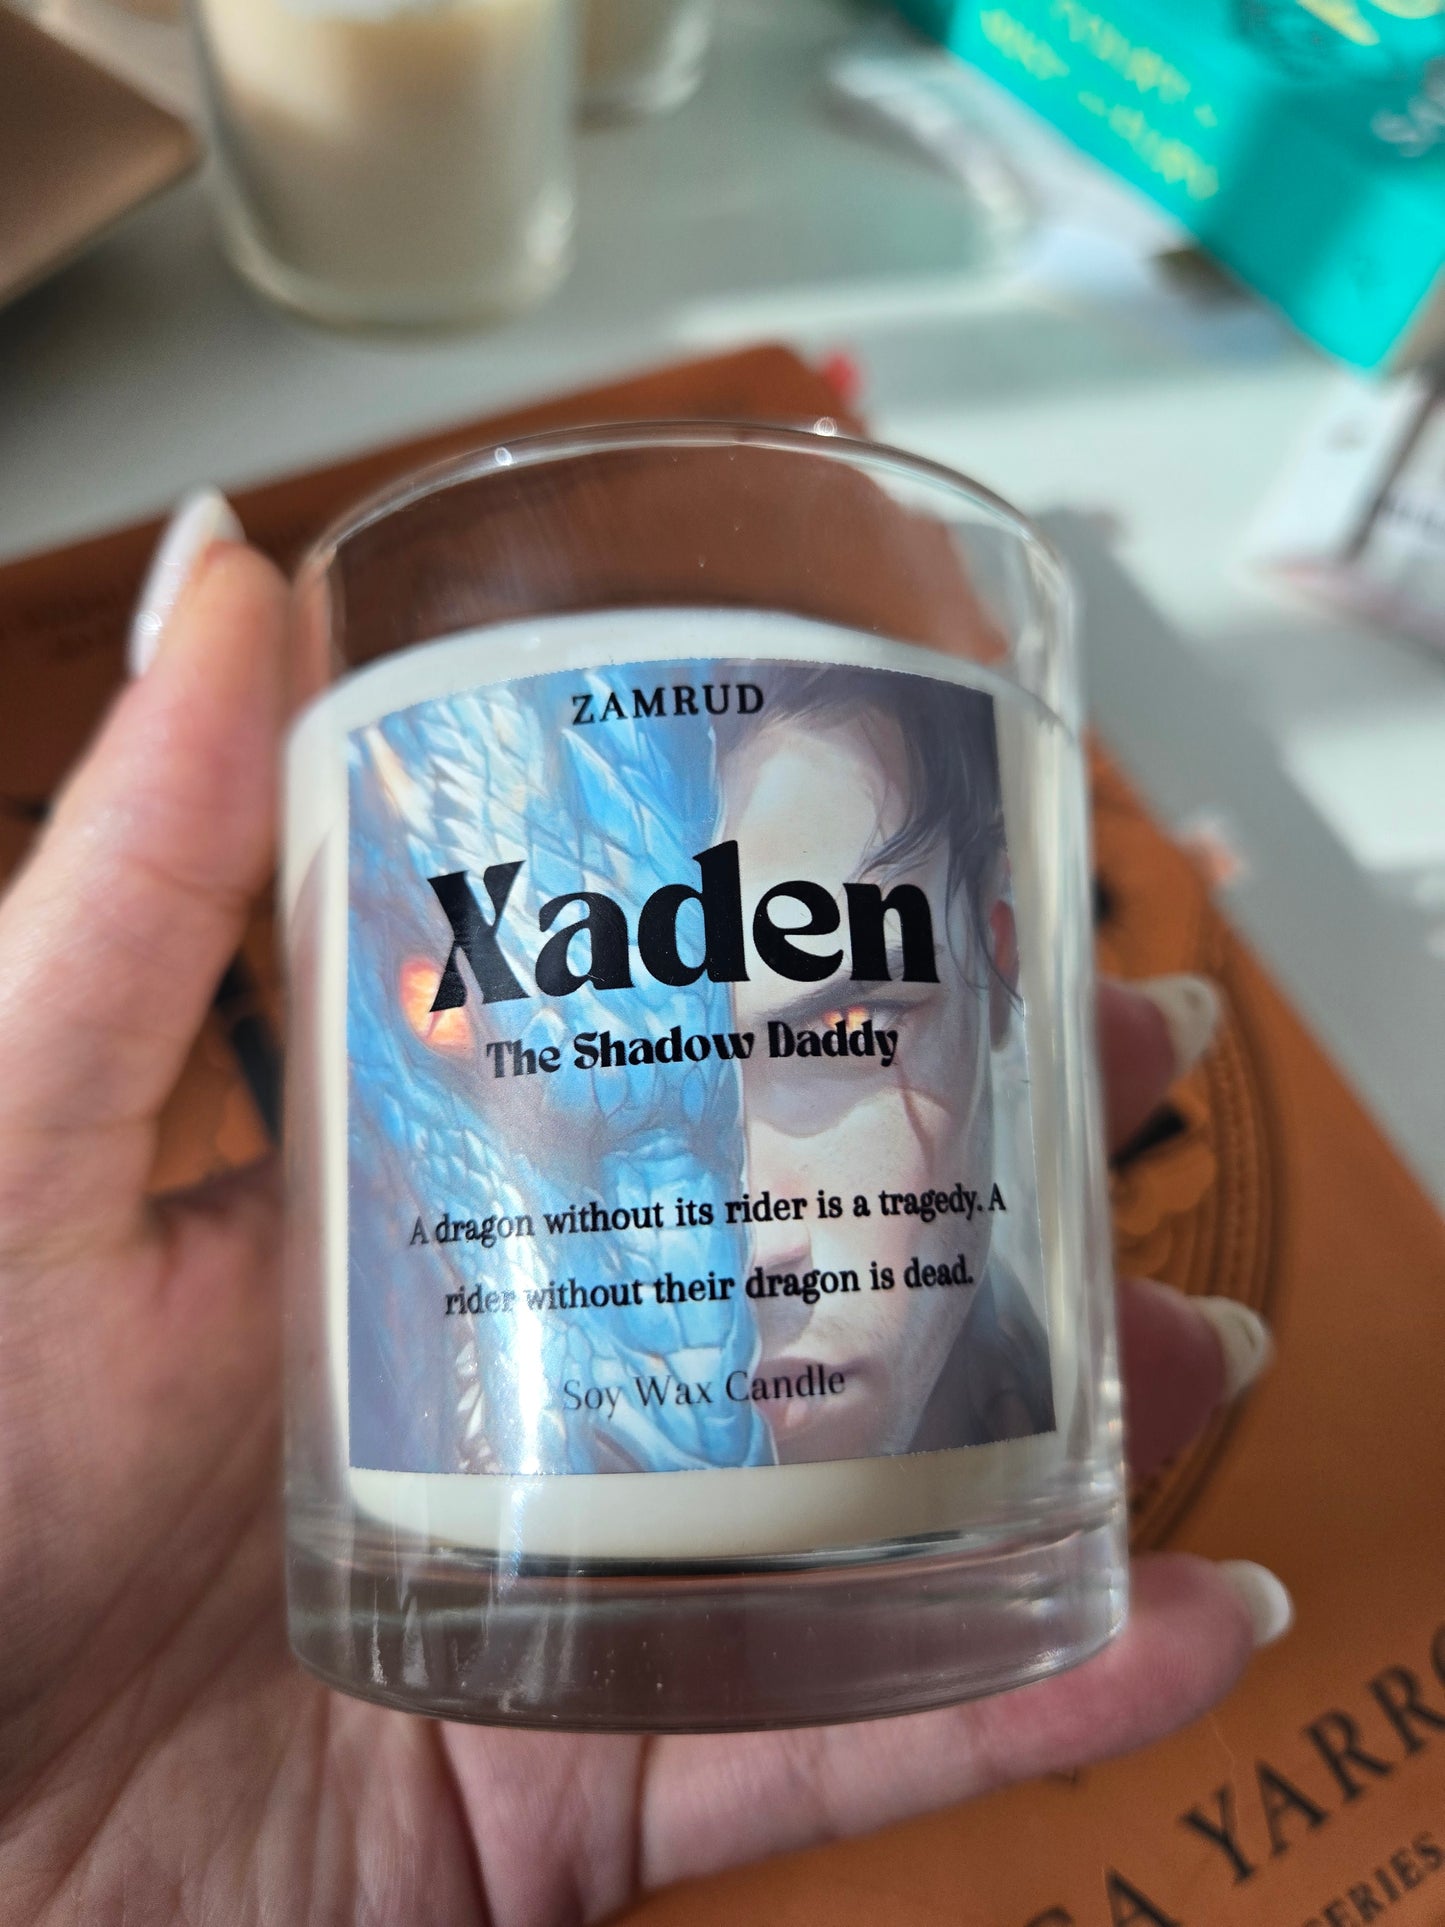 ZAMRUD
Xaden
The Shadow Daddy
A dragon without its rider is a tragedy. A
rider without their dragon is dead.
Soy Wax Candle
YARRO